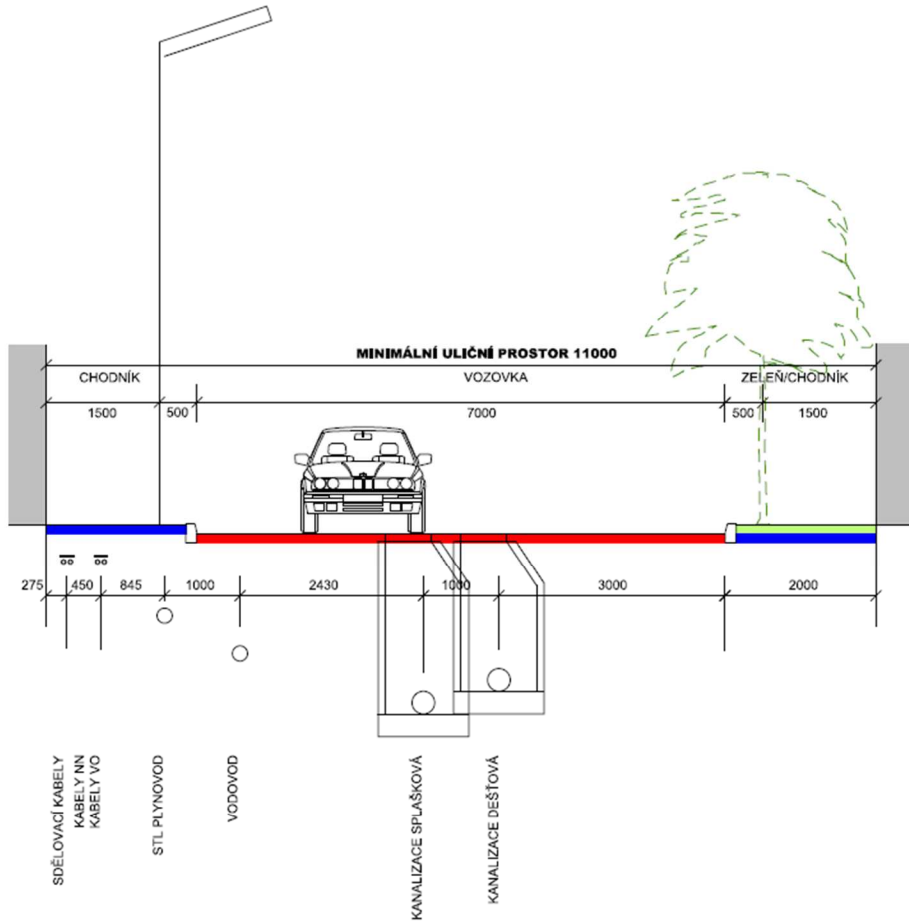 MINIMÁLNÍ ULIČNÍ PROSTOR 11000
CHODNÍK
VOZOVKA
ZELEŇ/CHODNÍK
1500
500
7000
500
1500
275
450
845
1000
2430
1000
3000
2000
SDĚLOVACÍ KABELY
KABELY NN
KABELY VO
STL PLYNOVOD
VODOVOD
KANALIZACE SPLAŠKOVÁ
KANALIZACE DEŠŤOVÁ